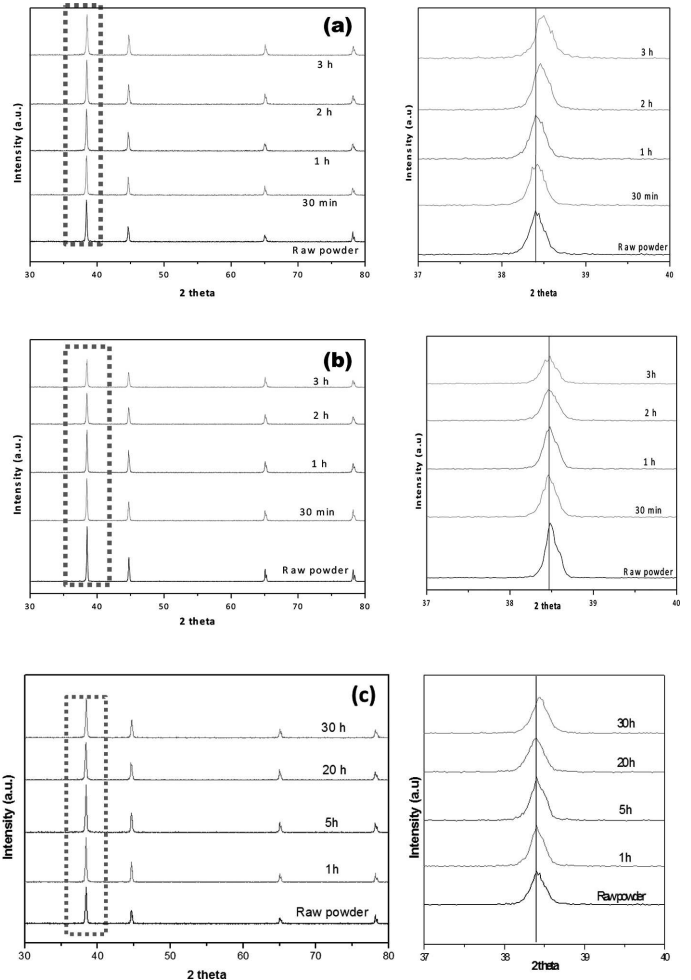 (a)
3 h
2 h
1 h
30 min
Raw powder
Intensity (a.u.)
30 40 50 60 70 80
2 theta
3 h
2 h
1 h
30 min
Raw powder
Intensity (a.u)
37 38 39 40
2 theta
(b)
3 h
2 h
1 h
30 min
Raw powder
Intensity (a.u.)
30 40 50 60 70 80
2 theta
3h
2 h
1 h
30 min
Raw powder
Intensity (a.u)
37 38 39 40
2 theta
(c)
30 h
20 h
5h
1h
Raw powder
Intensity (a.u.)
30 40 50 60 70 80
2 theta
30h
20h
5h
1h
Raw powder
Intensity (a.u)
37 38 39 40
2theta